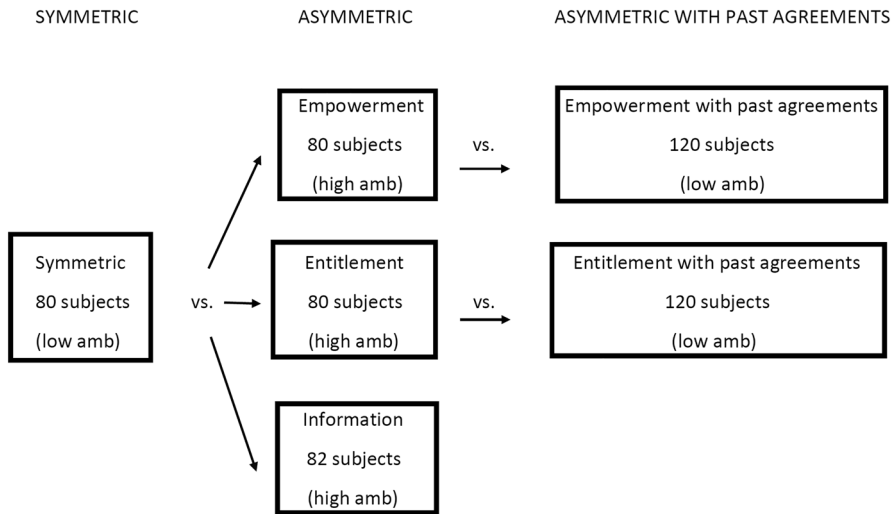 SYMMETRIC
ASYMMETRIC
ASYMMETRIC WITH PAST AGREEMENTS
Symmetric
80 subjects
(low amb)
vs.
Empowerment
80 subjects
(high amb)
vs.
Empowerment with past agreements
120 subjects
(low amb)
Entitlement
80 subjects
(high amb)
vs.
Entitlement with past agreements
120 subjects
(low amb)
Information
82 subjects
(high amb)